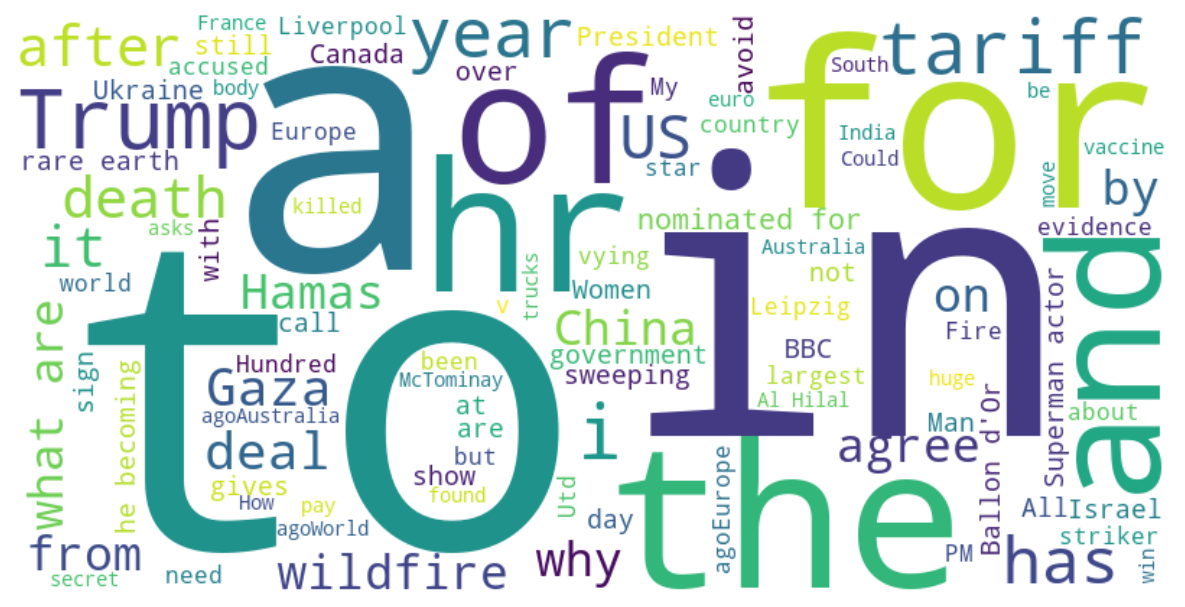 France
Liverpool
year
President
avoid
after
still
Canada
of
for
tariff
accused
over
South
Ukraine
body
My
euro
be
Trump
a
Europe
US
country
.
India
Could
vaccine
rare earth
star
move
by
death
killed
hr
nominated for
evidence
asks
with
it
in
Australia
and
world
to
Hamas
trucks
vying
not
Women
on
v
Leipzig
call
China
Fire
Superman actor
what are
sign
he becoming
Hundred
been
government
BBC
Gaza
McTominay
sweeping
largest
huge
agoAustralia
at
i
Al Hilal
Ballon d'Or
about
are
Man
deal
but
the
agree
gives
show
found
Utd
agoEurope
How
pay
agoWorld
day
All
Israel
from
why
striker
PM
has
win
secret
need
wildfire